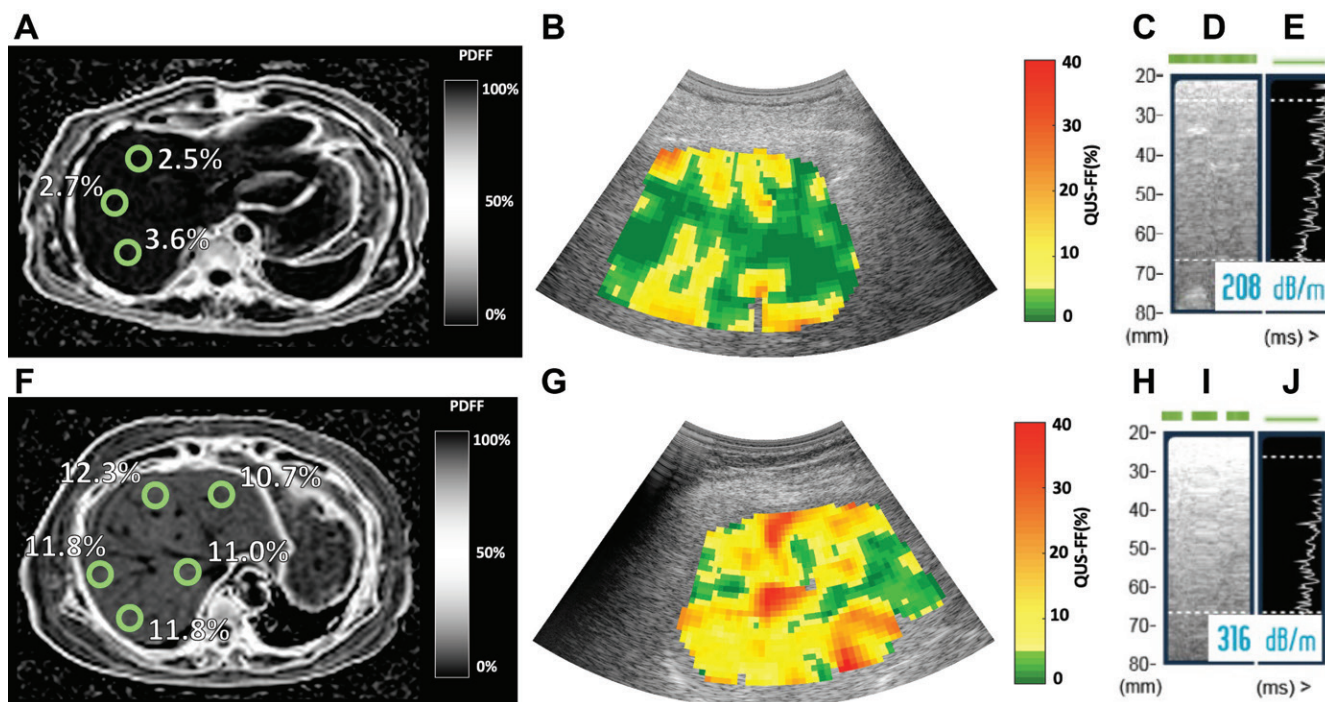 A
PDFF
100%
50%
0%
2.5%
2.7%
3.6%
B
40
30
20
10
0
QUS-FF(%)
C D E
20
30
40
50
60
70
80
(mm)
208 dB/m
(ms) >
F
PDFF
100%
50%
0%
12.3%
10.7%
11.8%
11.0%
11.8%
G
40
30
20
10
0
QUS-FF(%)
H I J
20
30
40
50
60
70
80
(mm)
316 dB/m
(ms) >